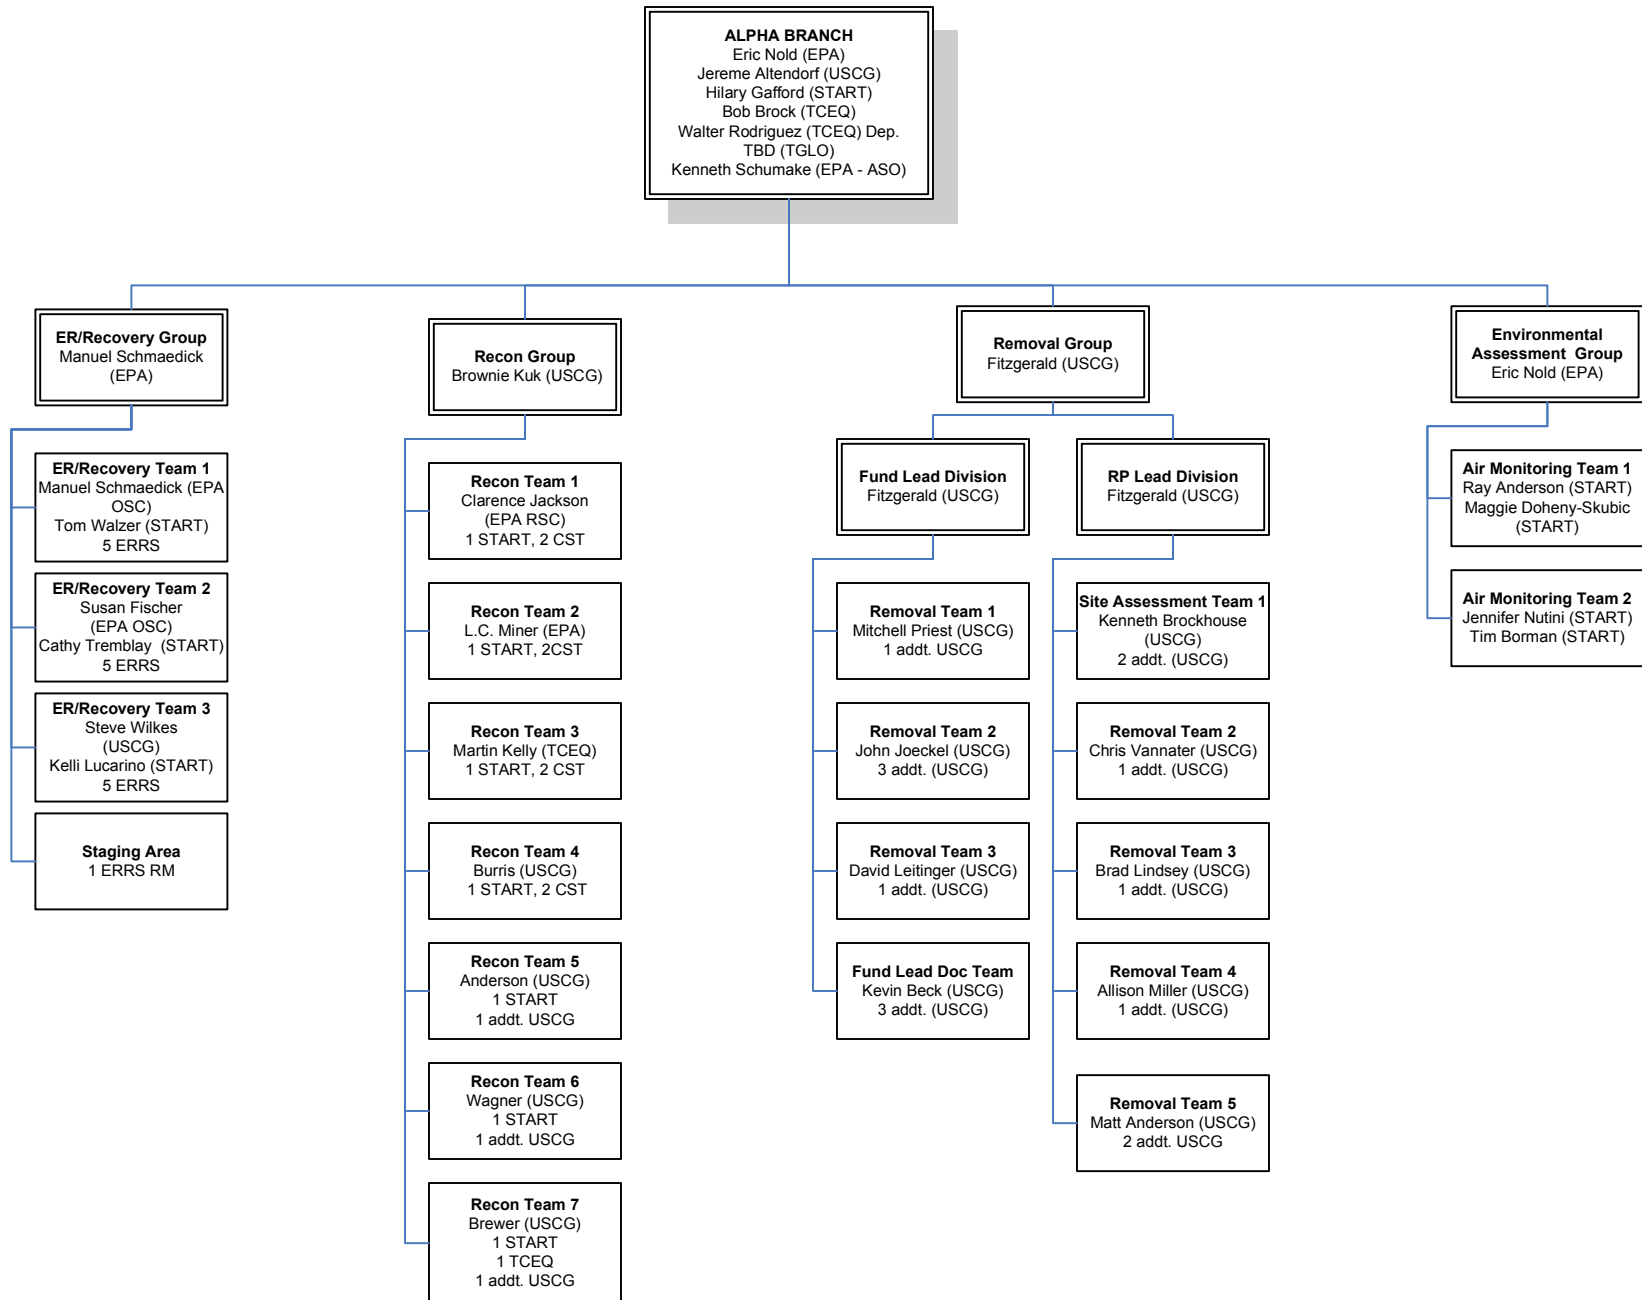 ALPHA BRANCH
Eric Nold (EPA)
Jereme Altendorf (USCG)
Hilary Gafford (START)
Bob Brock (TCEQ)
Walter Rodriguez (TCEQ) Dep.
TBD (TGLO)
Kenneth Schumake (EPA - ASO)
ER/Recovery Group
Manuel Schmaedick
(EPA)
ER/Recovery Team 1
Manuel Schmaedick (EPA
OSC)
Tom Walzer (START)
5 ERRS
ER/Recovery Team 2
Susan Fischer
(EPA OSC)
Cathy Tremblay (START)
5 ERRS
ER/Recovery Team 3
Steve Wilkes
(USCG)
Kelli Lucarino (START)
5 ERRS
Staging Area
1 ERRS RM
Recon Group
Brownie Kuk (USCG)
Recon Team 1
Clarence Jackson
(EPA RSC)
1 START, 2 CST
Recon Team 2
L.C. Miner (EPA)
1 START, 2CST
Recon Team 3
Martin Kelly (TCEQ)
1 START, 2 CST
Recon Team 4
Burris (USCG)
1 START, 2 CST
Recon Team 5
Anderson (USCG)
1 START
1 addt. USCG
Recon Team 6
Wagner (USCG)
1 START
1 addt. USCG
Recon Team 7
Brewer (USCG)
1 START
1 TCEQ
1 addt. USCG
Removal Group
Fitzgerald (USCG)
Fund Lead Division
Fitzgerald (USCG)
Removal Team 1
Mitchell Priest (USCG)
1 addt. USCG
Removal Team 2
John Joeckel (USCG)
3 addt. (USCG)
Removal Team 3
David Leitinger (USCG)
1 addt. (USCG)
Fund Lead Doc Team
Kevin Beck (USCG)
3 addt. (USCG)
RP Lead Division
Fitzgerald (USCG)
Site Assessment Team 1
Kenneth Brockhouse
(USCG)
2 addt. (USCG)
Removal Team 2
Chris Vannater (USCG)
1 addt. (USCG)
Removal Team 3
Brad Lindsey (USCG)
1 addt. (USCG)
Removal Team 4
Allison Miller (USCG)
1 addt. (USCG)
Removal Team 5
Matt Anderson (USCG)
2 addt. USCG
Environmental
Assessment Group
Eric Nold (EPA)
Air Monitoring Team 1
Ray Anderson (START)
Maggie Doheny-Skubic
(START)
Air Monitoring Team 2
Jennifer Nutini (START)
Tim Borman (START)